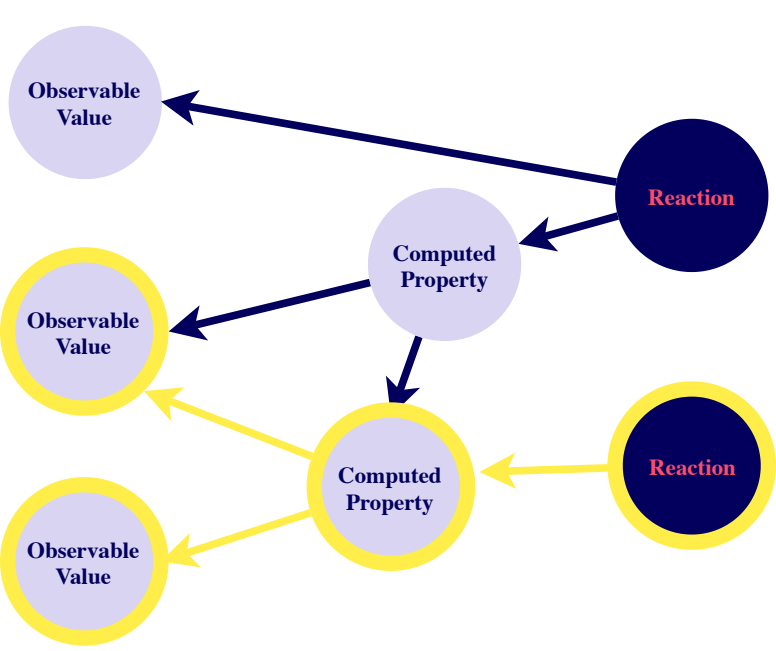 Observable
Value
Reaction
Computed
Property
Observable
Value
Computed
Property
Reaction
Observable
Value